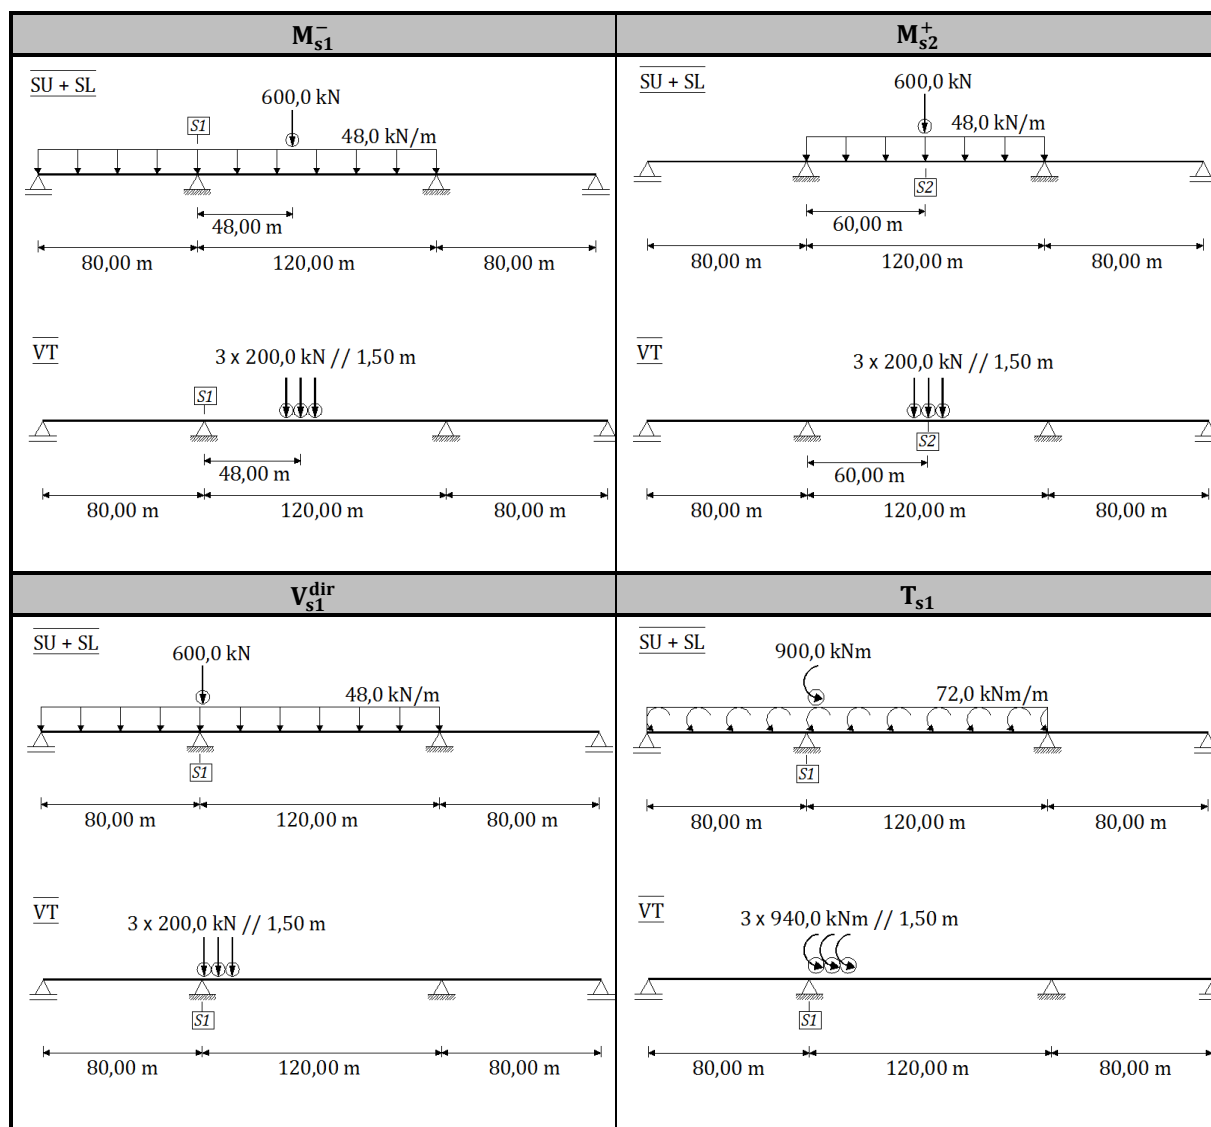 M⁻s1
SU + SL
600,0 kN
S1
48,0 kN/m
48,00 m
80,00 m
120,00 m
80,00 m
VT
3 x 200,0 kN // 1,50 m
S1
48,00 m
80,00 m
120,00 m
80,00 m
M⁺s2
SU + SL
600,0 kN
48,0 kN/m
S2
60,00 m
80,00 m
120,00 m
80,00 m
VT
3 x 200,0 kN // 1,50 m
S2
60,00 m
80,00 m
120,00 m
80,00 m
V^dir s1
SU + SL
600,0 kN
48,0 kN/m
S1
80,00 m
120,00 m
80,00 m
VT
3 x 200,0 kN // 1,50 m
S1
80,00 m
120,00 m
80,00 m
Ts1
SU + SL
900,0 kNm
72,0 kNm/m
S1
80,00 m
120,00 m
80,00 m
VT
3 x 940,0 kNm // 1,50 m
S1
80,00 m
120,00 m
80,00 m